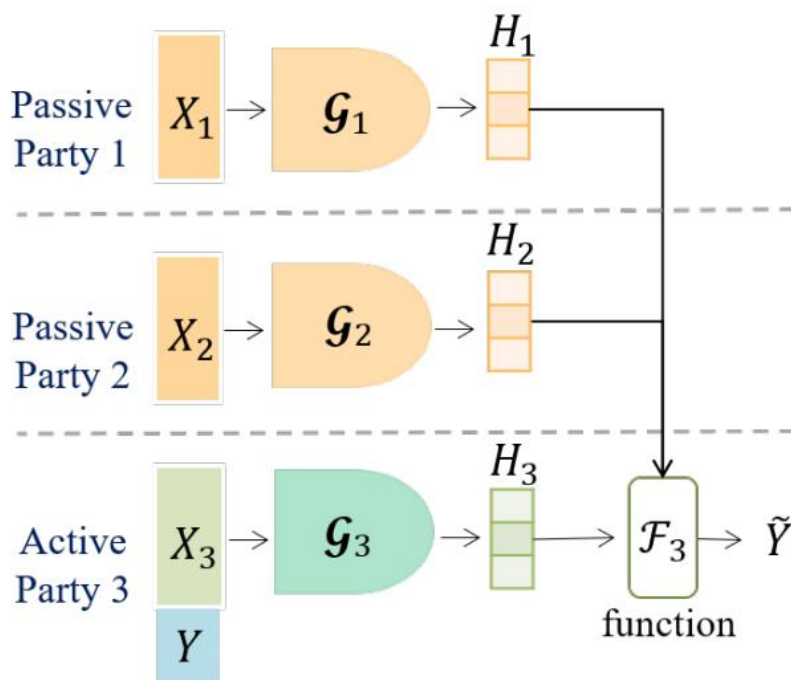 Passive
Party 1
X₁
𝓖₁
H₁
Passive
Party 2
X₂
𝓖₂
H₂
Active
Party 3
X₃
𝓖₃
H₃
ℱ₃
Ỹ
function
Y